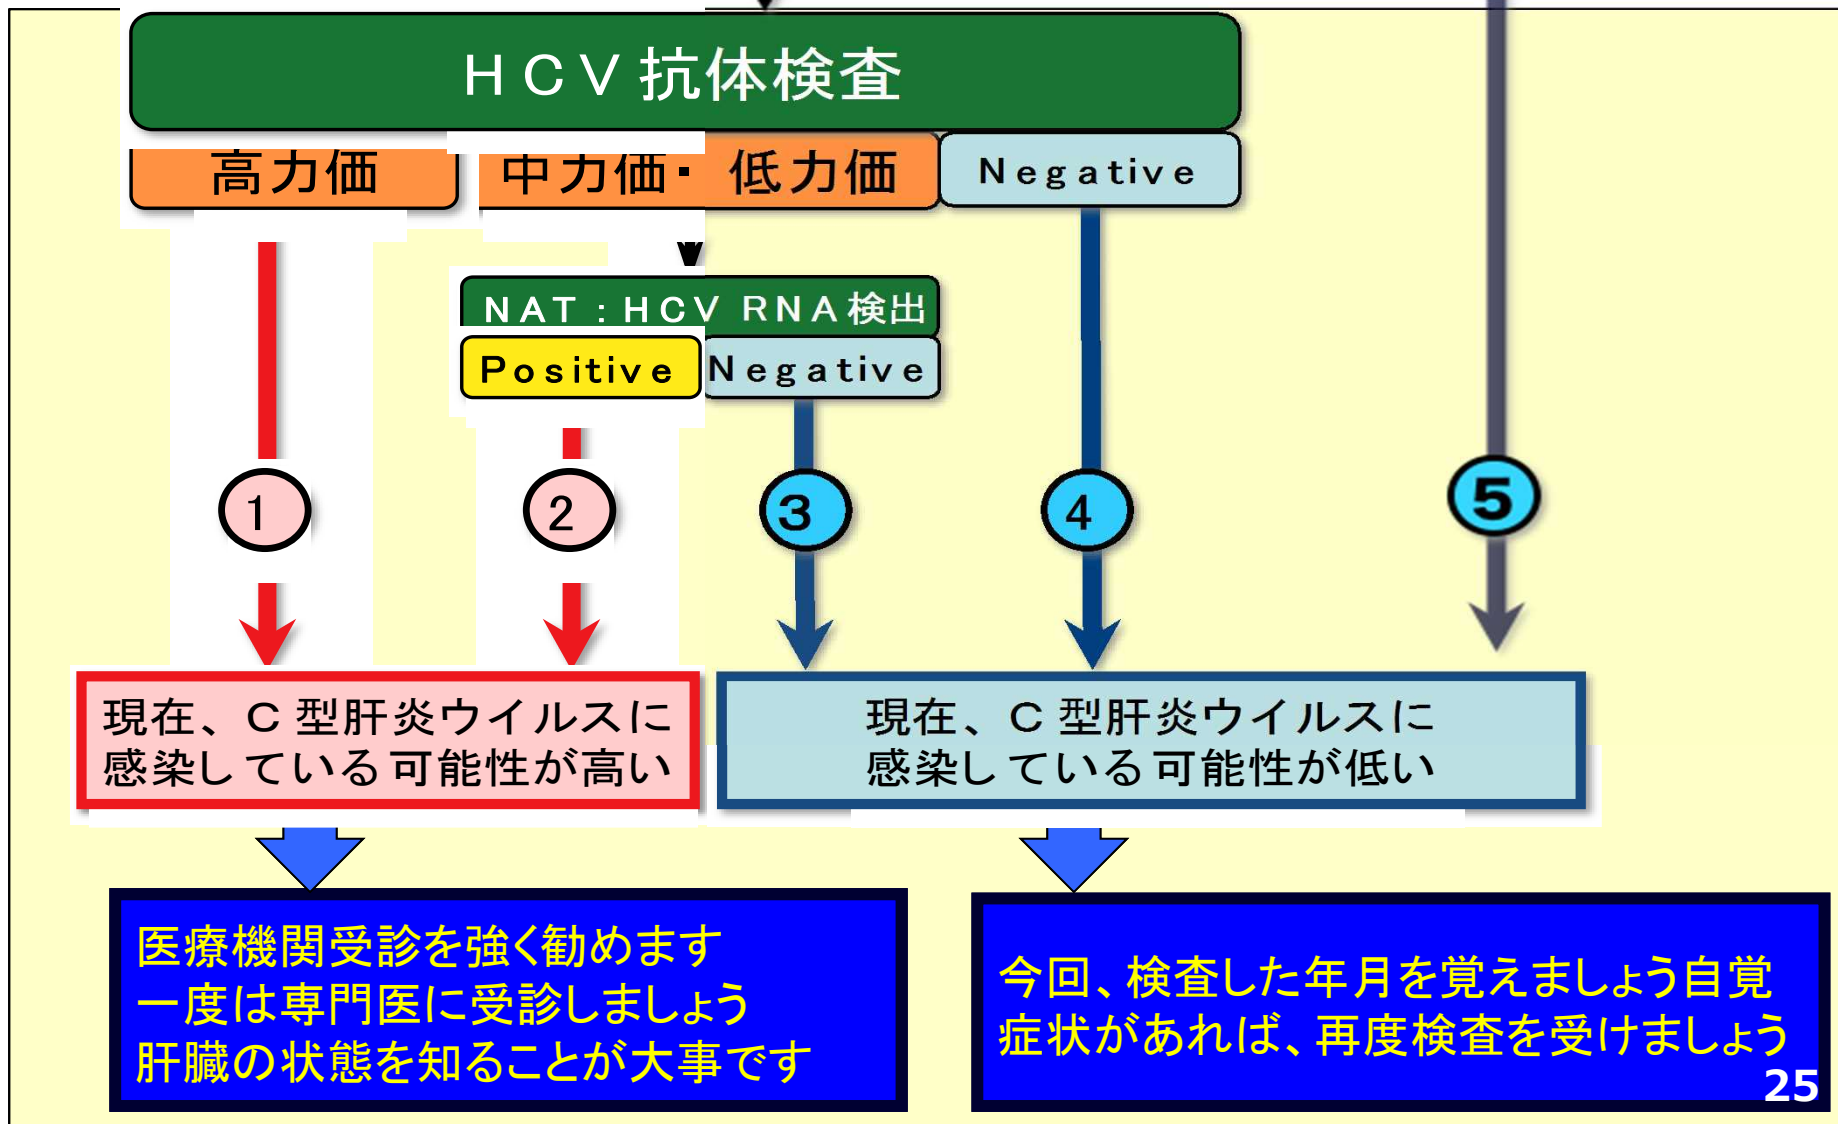 HCV抗体検査
高力価
中力価・低力価
Negative
NAT:HCV RNA検出
Positive
Negative
1
2
3
4
5
現在、C型肝炎ウイルスに
感染している可能性が高い
現在、C型肝炎ウイルスに
感染している可能性が低い
医療機関受診を強く勧めます
一度は専門医に受診しましょう
肝臓の状態を知ることが大事です
今回、検査した年月を覚えましょう自覚
症状があれば、再度検査を受けましょう
25